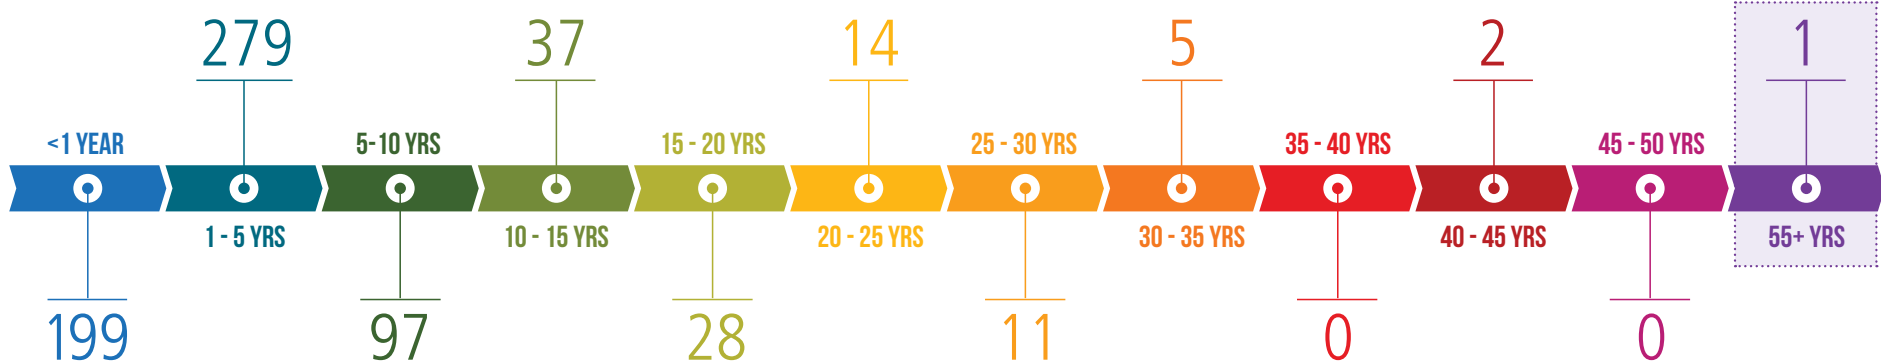 279
37
14
5
2
1
<1 YEAR
5-10 YRS
15 - 20 YRS
25 - 30 YRS
35 - 40 YRS
45 - 50 YRS
1 - 5 YRS
10 - 15 YRS
20 - 25 YRS
30 - 35 YRS
40 - 45 YRS
55+ YRS
199
97
28
11
0
0